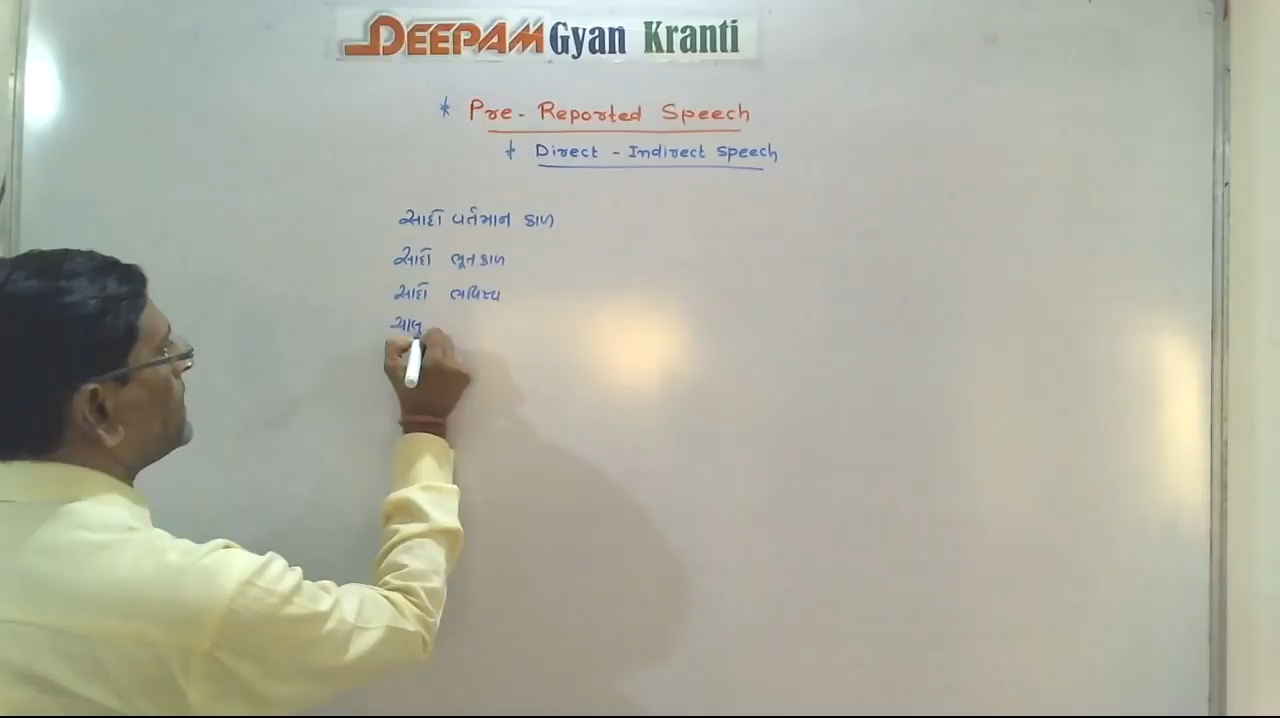 DEEPAM Gyan Kranti
* Pre - Reported Speech
* Direct - Indirect Speech
સાદો વર્તમાન કાળ
સાદો ભૂતકાળ
સાદો ભવિષ્ય
ચાલુ